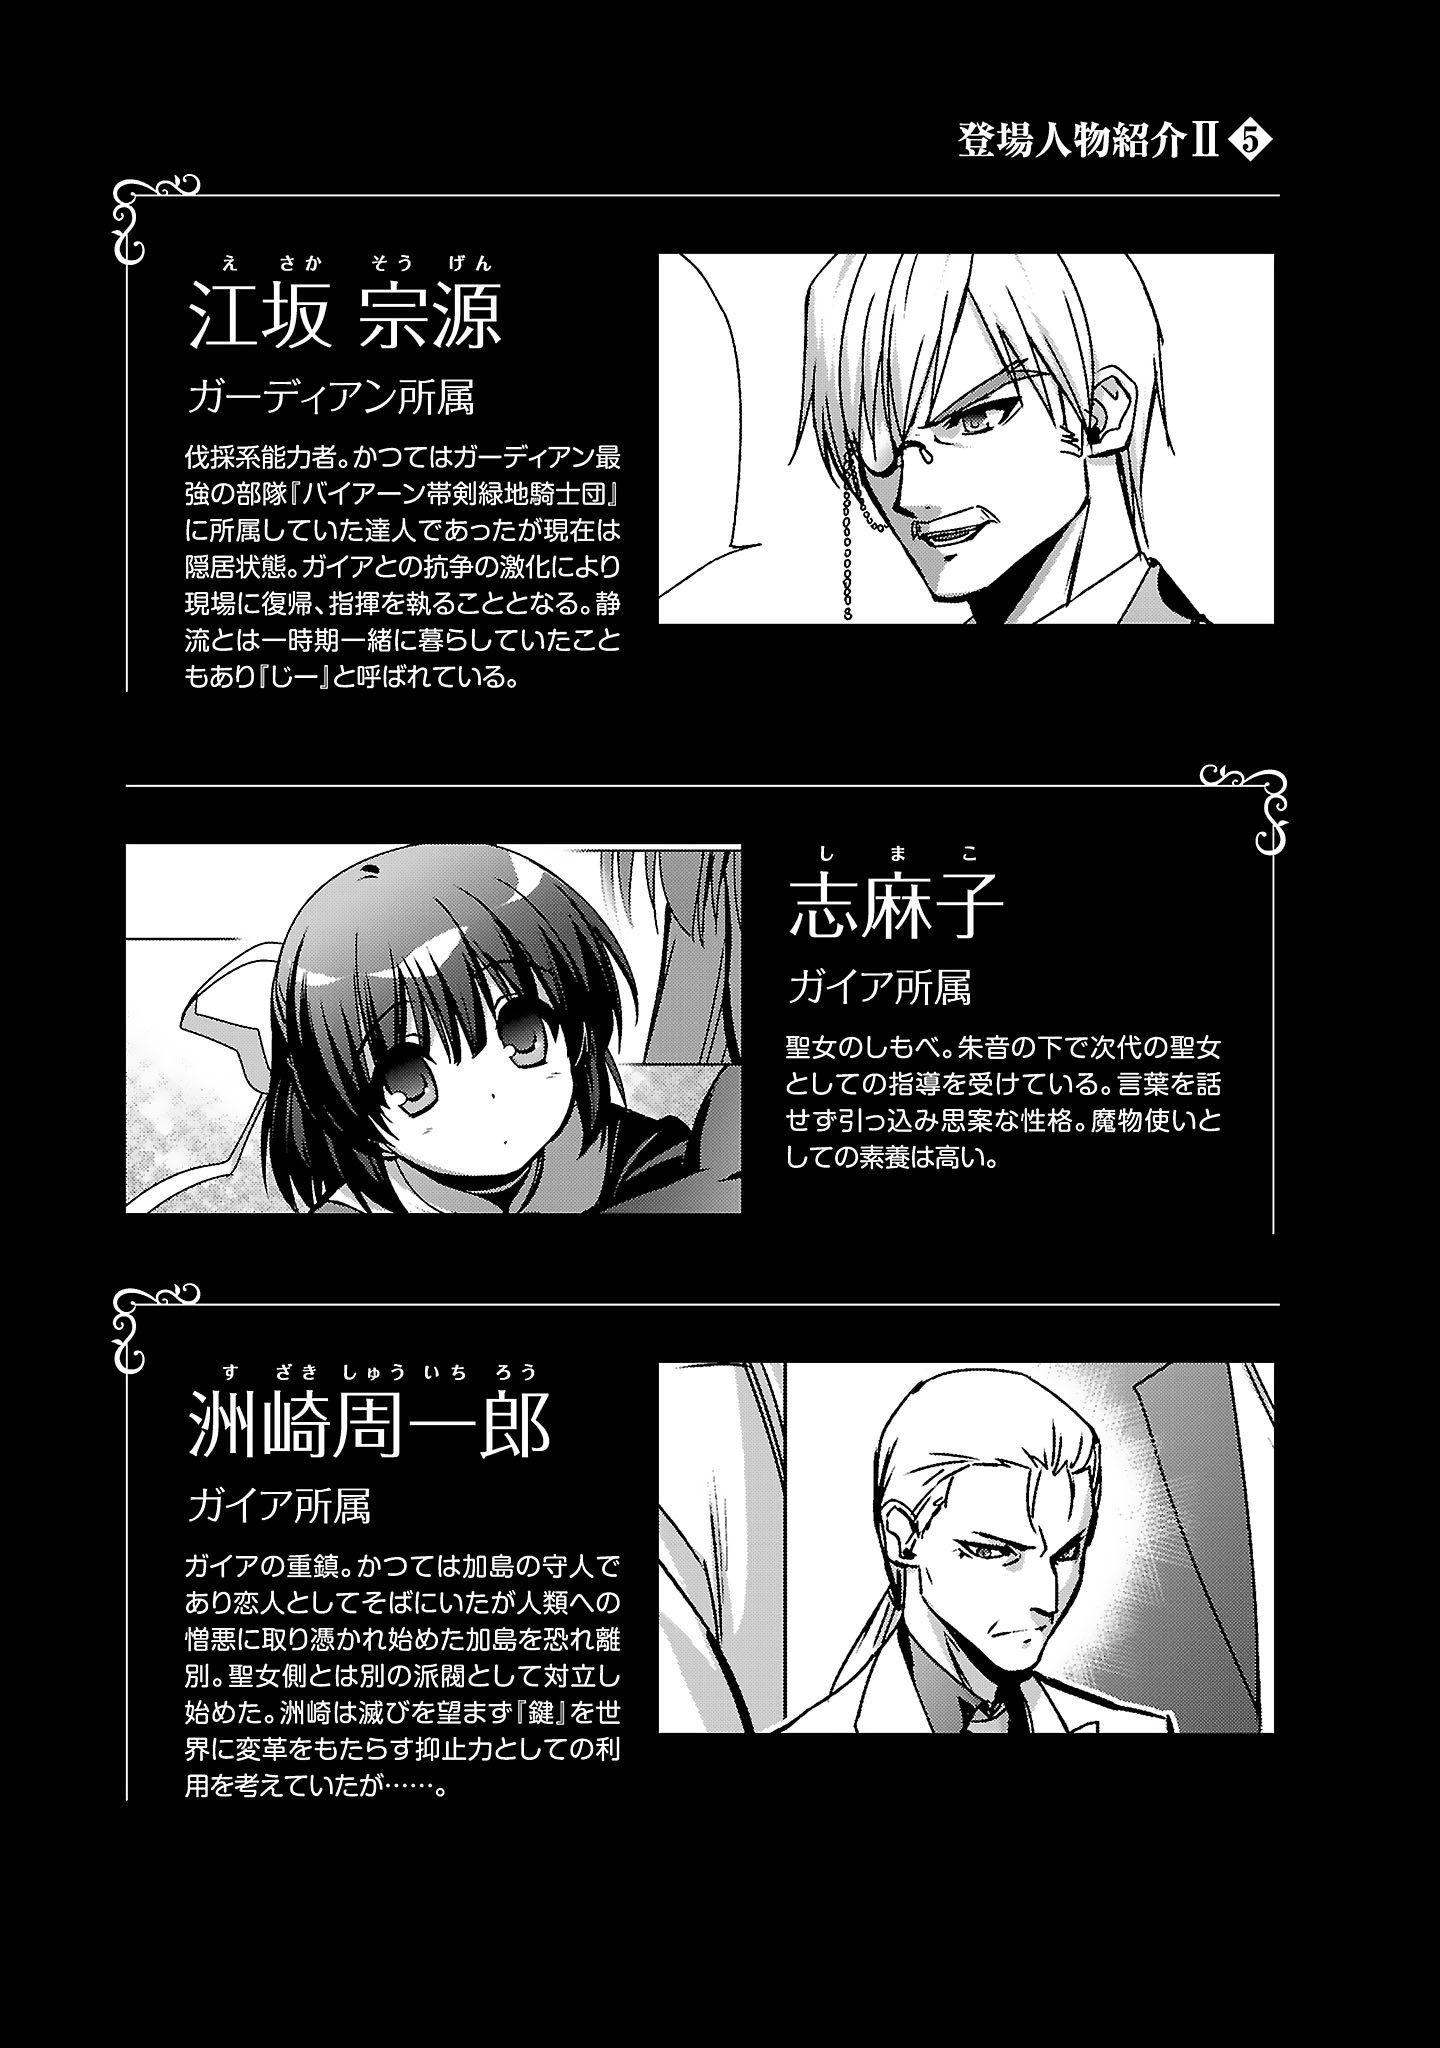 登場人物紹介Ⅱ❺
え さか そう げん
江坂 宗源
ガーディアン所属
伐採系能力者。かつてはガーディアン最
強の部隊『バイアーン帯剣緑地騎士団』
に所属していた達人であったが現在は
隠居状態。ガイアとの抗争の激化により
現場に復帰、指揮を執ることとなる。静
流とは一時期一緒に暮らしていたこと
もあり『じー』と呼ばれている。
し ま こ
志麻子
ガイア所属
聖女のしもべ。朱音の下で次代の聖女
としての指導を受けている。言葉を話
せず引っ込み思案な性格。魔物使いと
しての素養は高い。
す ざき しゅう いち ろう
洲崎周一郎
ガイア所属
ガイアの重鎮。かつては加島の守人で
あり恋人としてそばにいたが人類への
憎悪に取り憑かれ始めた加島を恐れ離
別。聖女側とは別の派閥として対立し
始めた。洲崎は滅びを望まず『鍵』を世
界に変革をもたらす抑止力としての利
用を考えていたが……。